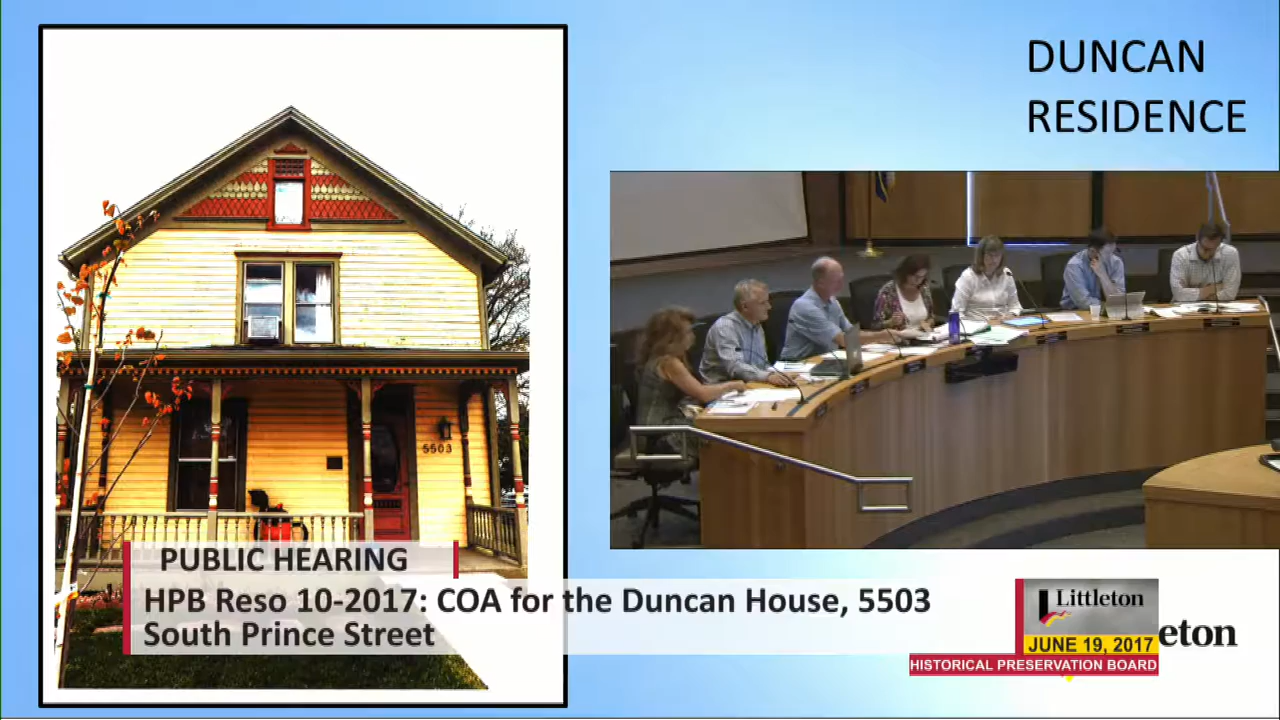 DUNCAN
RESIDENCE
5503
PUBLIC HEARING
HPB Reso 10-2017: COA for the Duncan House, 5503
South Prince Street
Littleton
JUNE 19, 2017
eton
HISTORICAL PRESERVATION BOARD